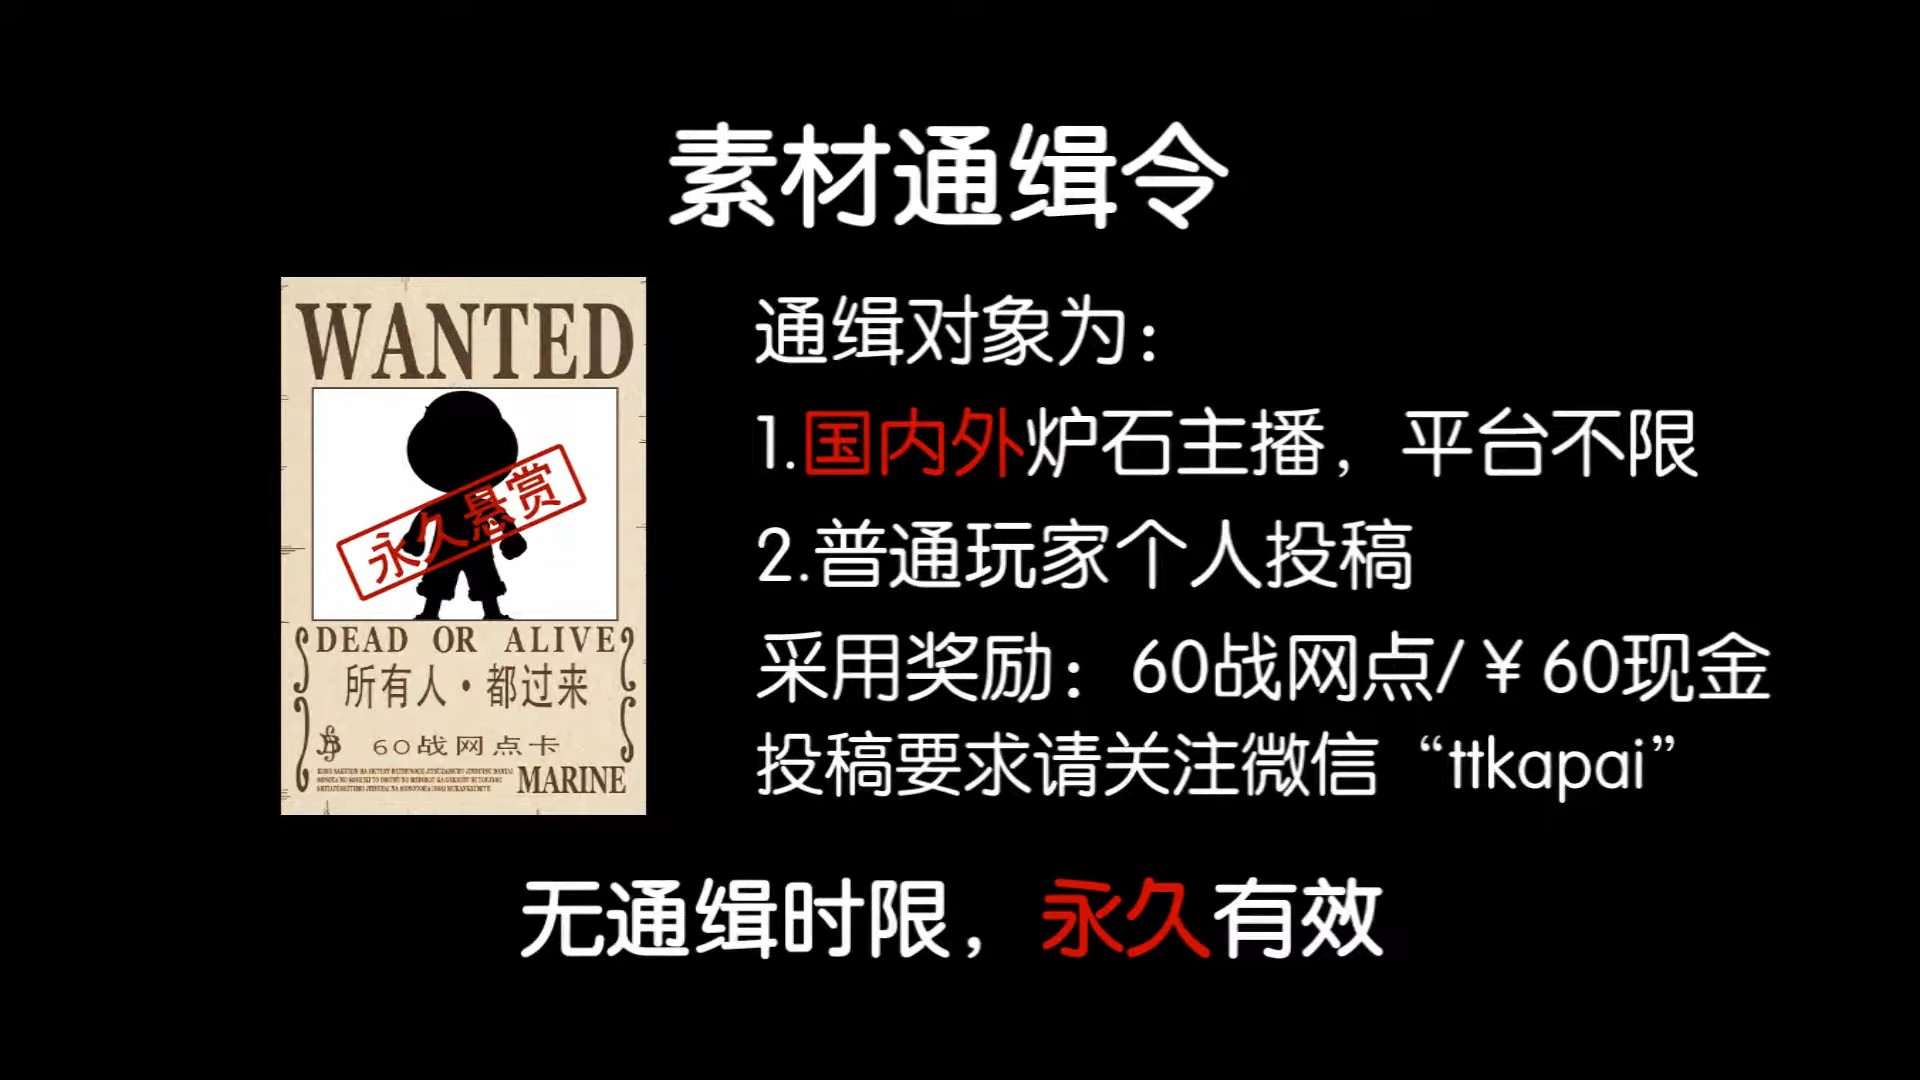 素材通缉令
WANTED
永久悬赏
DEAD OR ALIVE
所有人·都过来
60战网点卡
MARINE
通缉对象为：
1.国内外炉石主播，平台不限
2.普通玩家个人投稿
采用奖励：60战网点/￥60现金
投稿要求请关注微信“ttkapai”
无通缉时限，永久有效